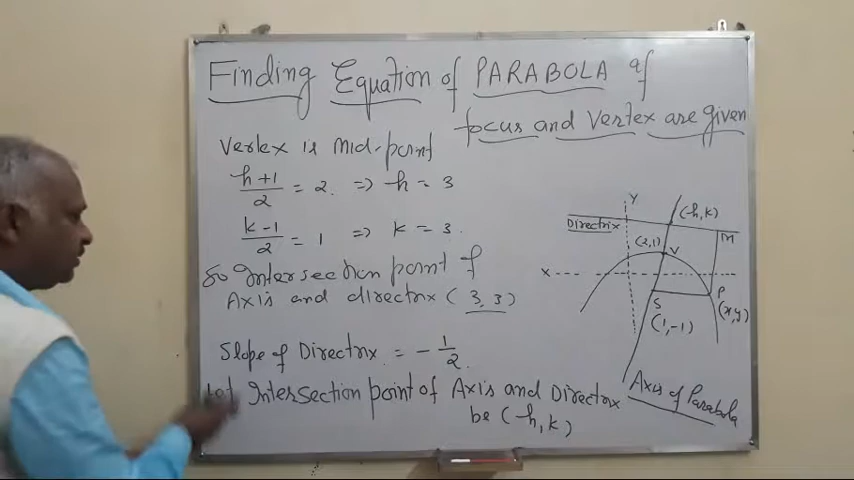 Finding Equation of PARABOLA of
focus and Vertex are given
Vertex is mid-point
h+1/2 = 2 => h = 3
k-1/2 = 1 => k = 3
So Intersection point of
Axis and directrix (3,3)
Slope of Directrix = -1/2
Let Intersection point of Axis and Directrix
be (h,k)
Y
(h,k)
Directrix
M
(2,1)
V
X
P
(x,y)
S
(1,-1)
Axis of Parabola